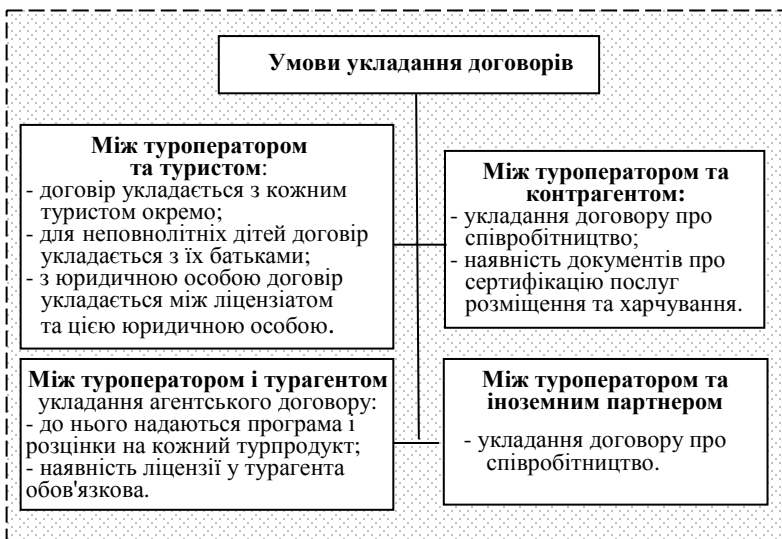 Умови укладання договорів
Між туроператором
та туристом:
- договір укладається з кожним
туристом окремо;
- для неповнолітніх дітей договір
укладається з їх батьками;
- з юридичною особою договір
укладається між ліцензіатом
та цією юридичною особою.
Між туроператором та
контрагентом:
- укладання договору про
співробітництво;
- наявність документів про
сертифікацію послуг
розміщення та харчування.
Між туроператором і турагентом
укладання агентського договору:
- до нього надаються програма і
розцінки на кожний турпродукт;
- наявність ліцензії у турагента
обов'язкова.
Між туроператором та
іноземним партнером
- укладання договору про
співробітництво.